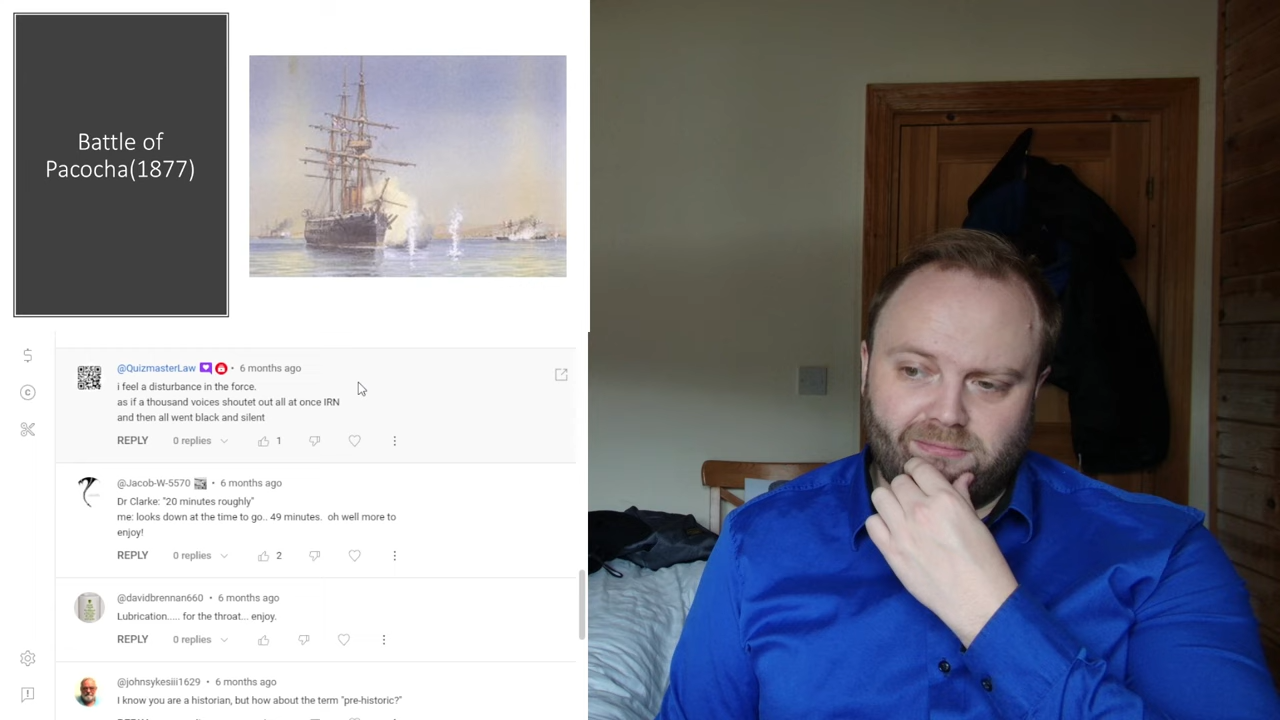 Battle of
Pacocha(1877)
@QuizmasterLaw • 6 months ago
i feel a disturbance in the force.
as if a thousand voices shoutet out all at once IRN
and then all went black and silent
REPLY 0 replies 1
@Jacob-W-5570 • 6 months ago
Dr Clarke: "20 minutes roughly"
me: looks down at the time to go.. 49 minutes. oh well more to
enjoy!
REPLY 0 replies 2
@davidbrennan660 • 6 months ago
Lubrication..... for the throat... enjoy.
REPLY 0 replies
@johnsykesiii1629 • 6 months ago
I know you are a historian, but how about the term "pre-historic?"